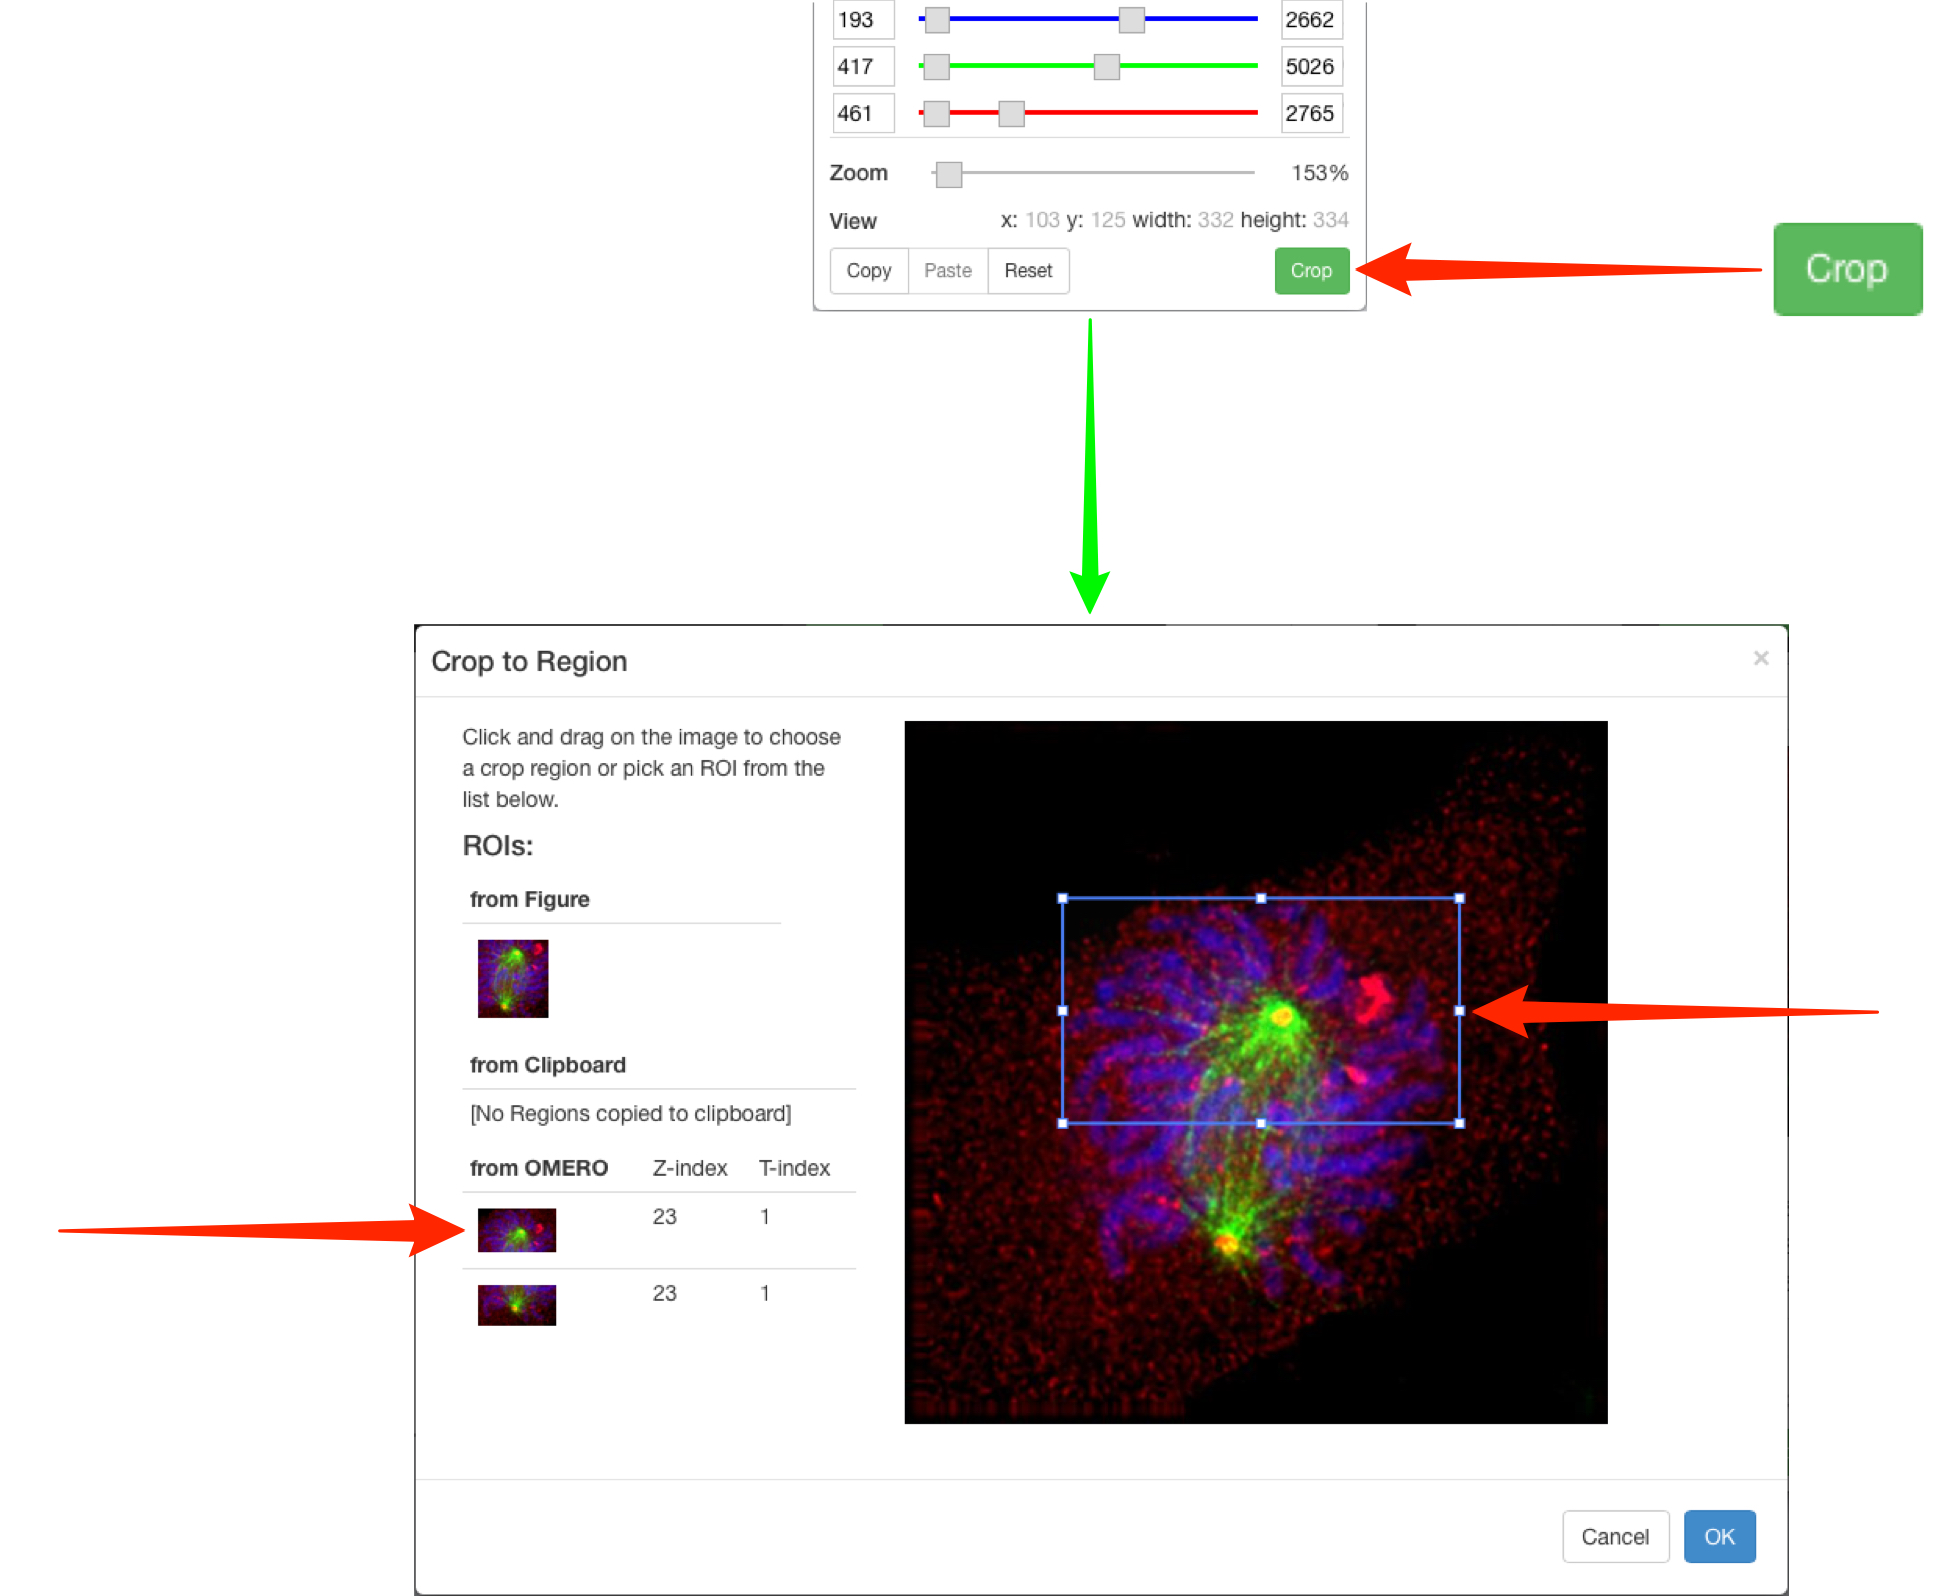 193 2662
417 5026
461 2765
Zoom 153%
View x: 103 y: 125 width: 332 height: 334
Copy Paste Reset Crop
Crop
Crop to Region ×
Click and drag on the image to choose
a crop region or pick an ROI from the
list below.
ROIs:
from Figure
from Clipboard
[No Regions copied to clipboard]
from OMERO Z-index T-index
23 1
23 1
Cancel OK